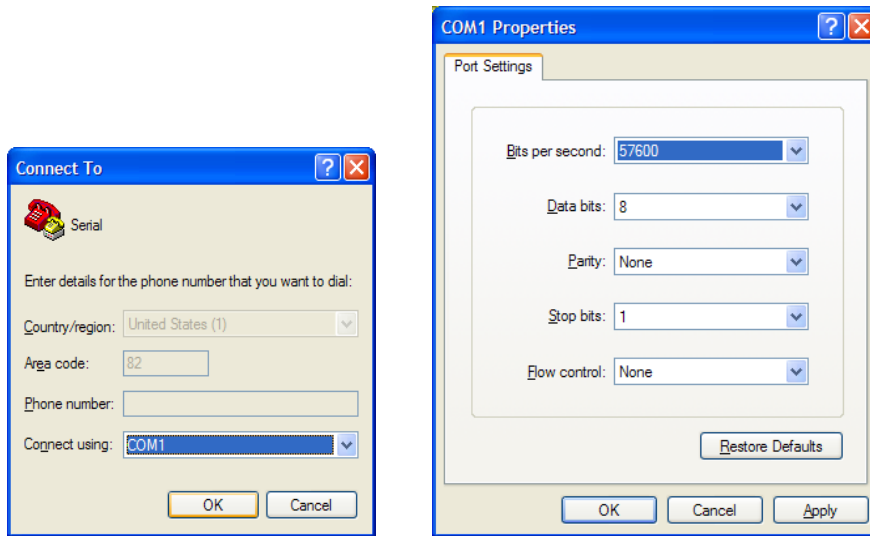 Connect To
Serial
Enter details for the phone number that you want to dial:
Country/region: United States (1)
Area code: 82
Phone number:
Connect using: COM1
OK Cancel
COM1 Properties
Port Settings
Bits per second: 57600
Data bits: 8
Parity: None
Stop bits: 1
Flow control: None
Restore Defaults
OK Cancel Apply